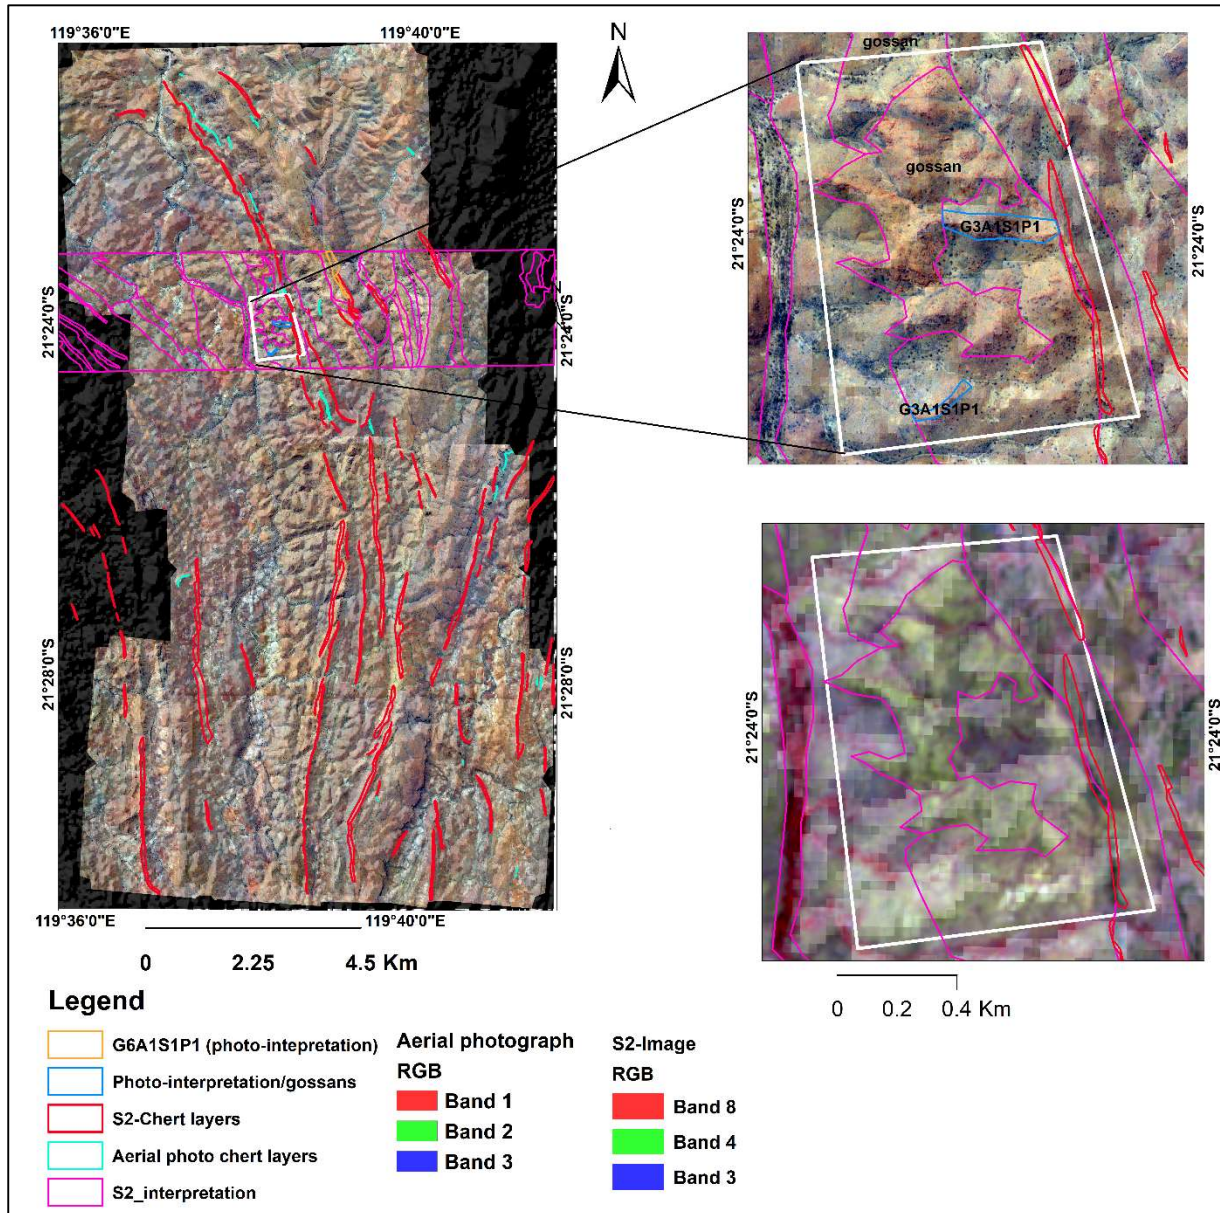 119°36'0"E
119°40'0"E
N
21°24'0"S
21°24'0"S
21°28'0"S
21°28'0"S
119°36'0"E
119°40'0"E
0 2.25 4.5 Km
gossan
gossan
G3A1S1P1
G3A1S1P1
21°24'0"S
21°24'0"S
21°24'0"S
21°24'0"S
0 0.2 0.4 Km
Legend
G6A1S1P1 (photo-intepretation)
Photo-interpretation/gossans
S2-Chert layers
Aerial photo chert layers
S2_interpretation
Aerial photograph
RGB
Band 1
Band 2
Band 3
S2-Image
RGB
Band 8
Band 4
Band 3